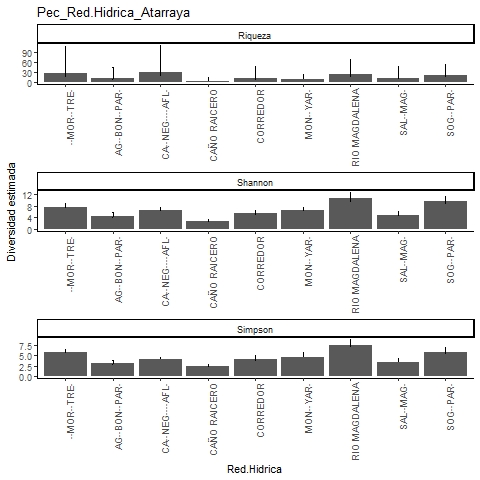 Pec_Red.Hidrica_Atarraya
Riqueza
90
60
30
0
--MOR--TRE-
AG--BON--PAR-
CA--NEG----AFL-
CAÑO RAICERO
CORREDOR
MON--YAR-
RIO MAGDALENA
SAL--MAG-
SOG--PAR-
Diversidad estimada
Shannon
12
8
4
0
--MOR--TRE-
AG--BON--PAR-
CA--NEG----AFL-
CAÑO RAICERO
CORREDOR
MON--YAR-
RIO MAGDALENA
SAL--MAG-
SOG--PAR-
Simpson
7.5
5.0
2.5
0.0
--MOR--TRE-
AG--BON--PAR-
CA--NEG----AFL-
CAÑO RAICERO
CORREDOR
MON--YAR-
RIO MAGDALENA
SAL--MAG-
SOG--PAR-
Red.Hidrica